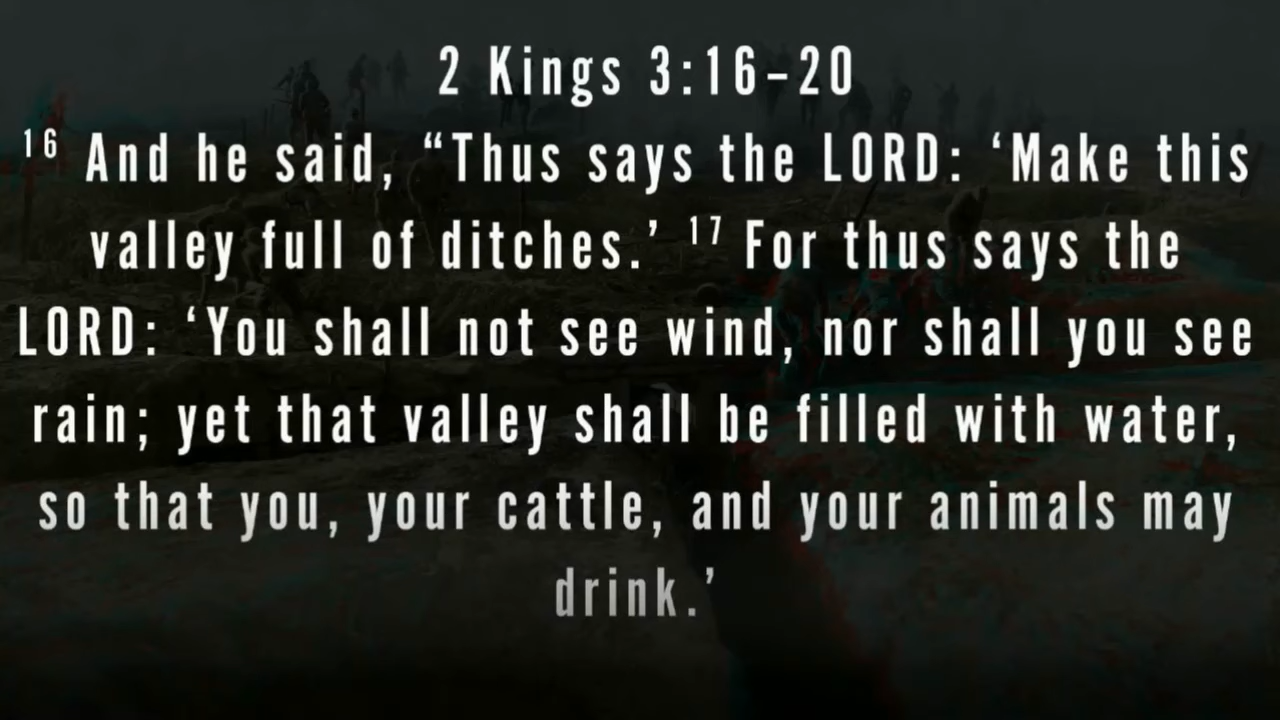 2 Kings 3:16–20
16 And he said, “Thus says the LORD: ‘Make this
valley full of ditches.’ 17 For thus says the
LORD: ‘You shall not see wind, nor shall you see
rain; yet that valley shall be filled with water,
so that you, your cattle, and your animals may
drink.’